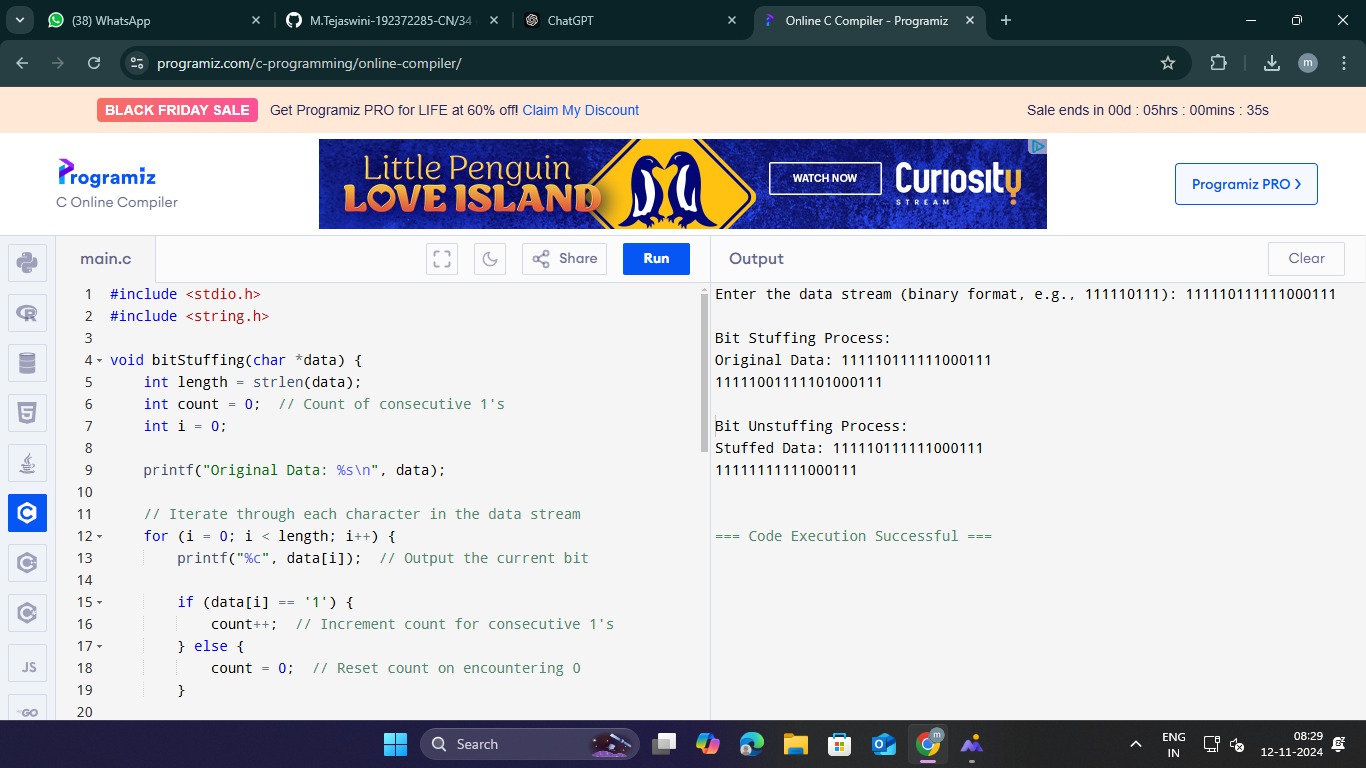 (38) WhatsApp
M.Tejaswini-192372285-CN/34
ChatGPT
Online C Compiler - Programiz
programiz.com/c-programming/online-compiler/
m
BLACK FRIDAY SALE Get Programiz PRO for LIFE at 60% off! Claim My Discount
Sale ends in 00d : 05hrs : 00mins : 35s
Programiz
C Online Compiler
Little Penguin
LOVE ISLAND
WATCH NOW
CURIOSITY
STREAM
Programiz PRO
main.c
Share
Run
Output
Clear
1 #include <stdio.h>
2 #include <string.h>
3
4 void bitStuffing(char *data) {
5 int length = strlen(data);
6 int count = 0; // Count of consecutive 1's
7 int i = 0;
8
9 printf("Original Data: %s\n", data);
10
11 // Iterate through each character in the data stream
12 for (i = 0; i < length; i++) {
13 printf("%c", data[i]); // Output the current bit
14
15 if (data[i] == '1') {
16 count++; // Increment count for consecutive 1's
17 } else {
18 count = 0; // Reset count on encountering 0
19 }
20
Enter the data stream (binary format, e.g., 111110111): 111110111111000111
Bit Stuffing Process:
Original Data: 111110111111000111
11111001111101000111
Bit Unstuffing Process:
Stuffed Data: 111110111111000111
11111111111000111
=== Code Execution Successful ===
R
JS
GO
Search
ENG
IN
08:29
12-11-2024